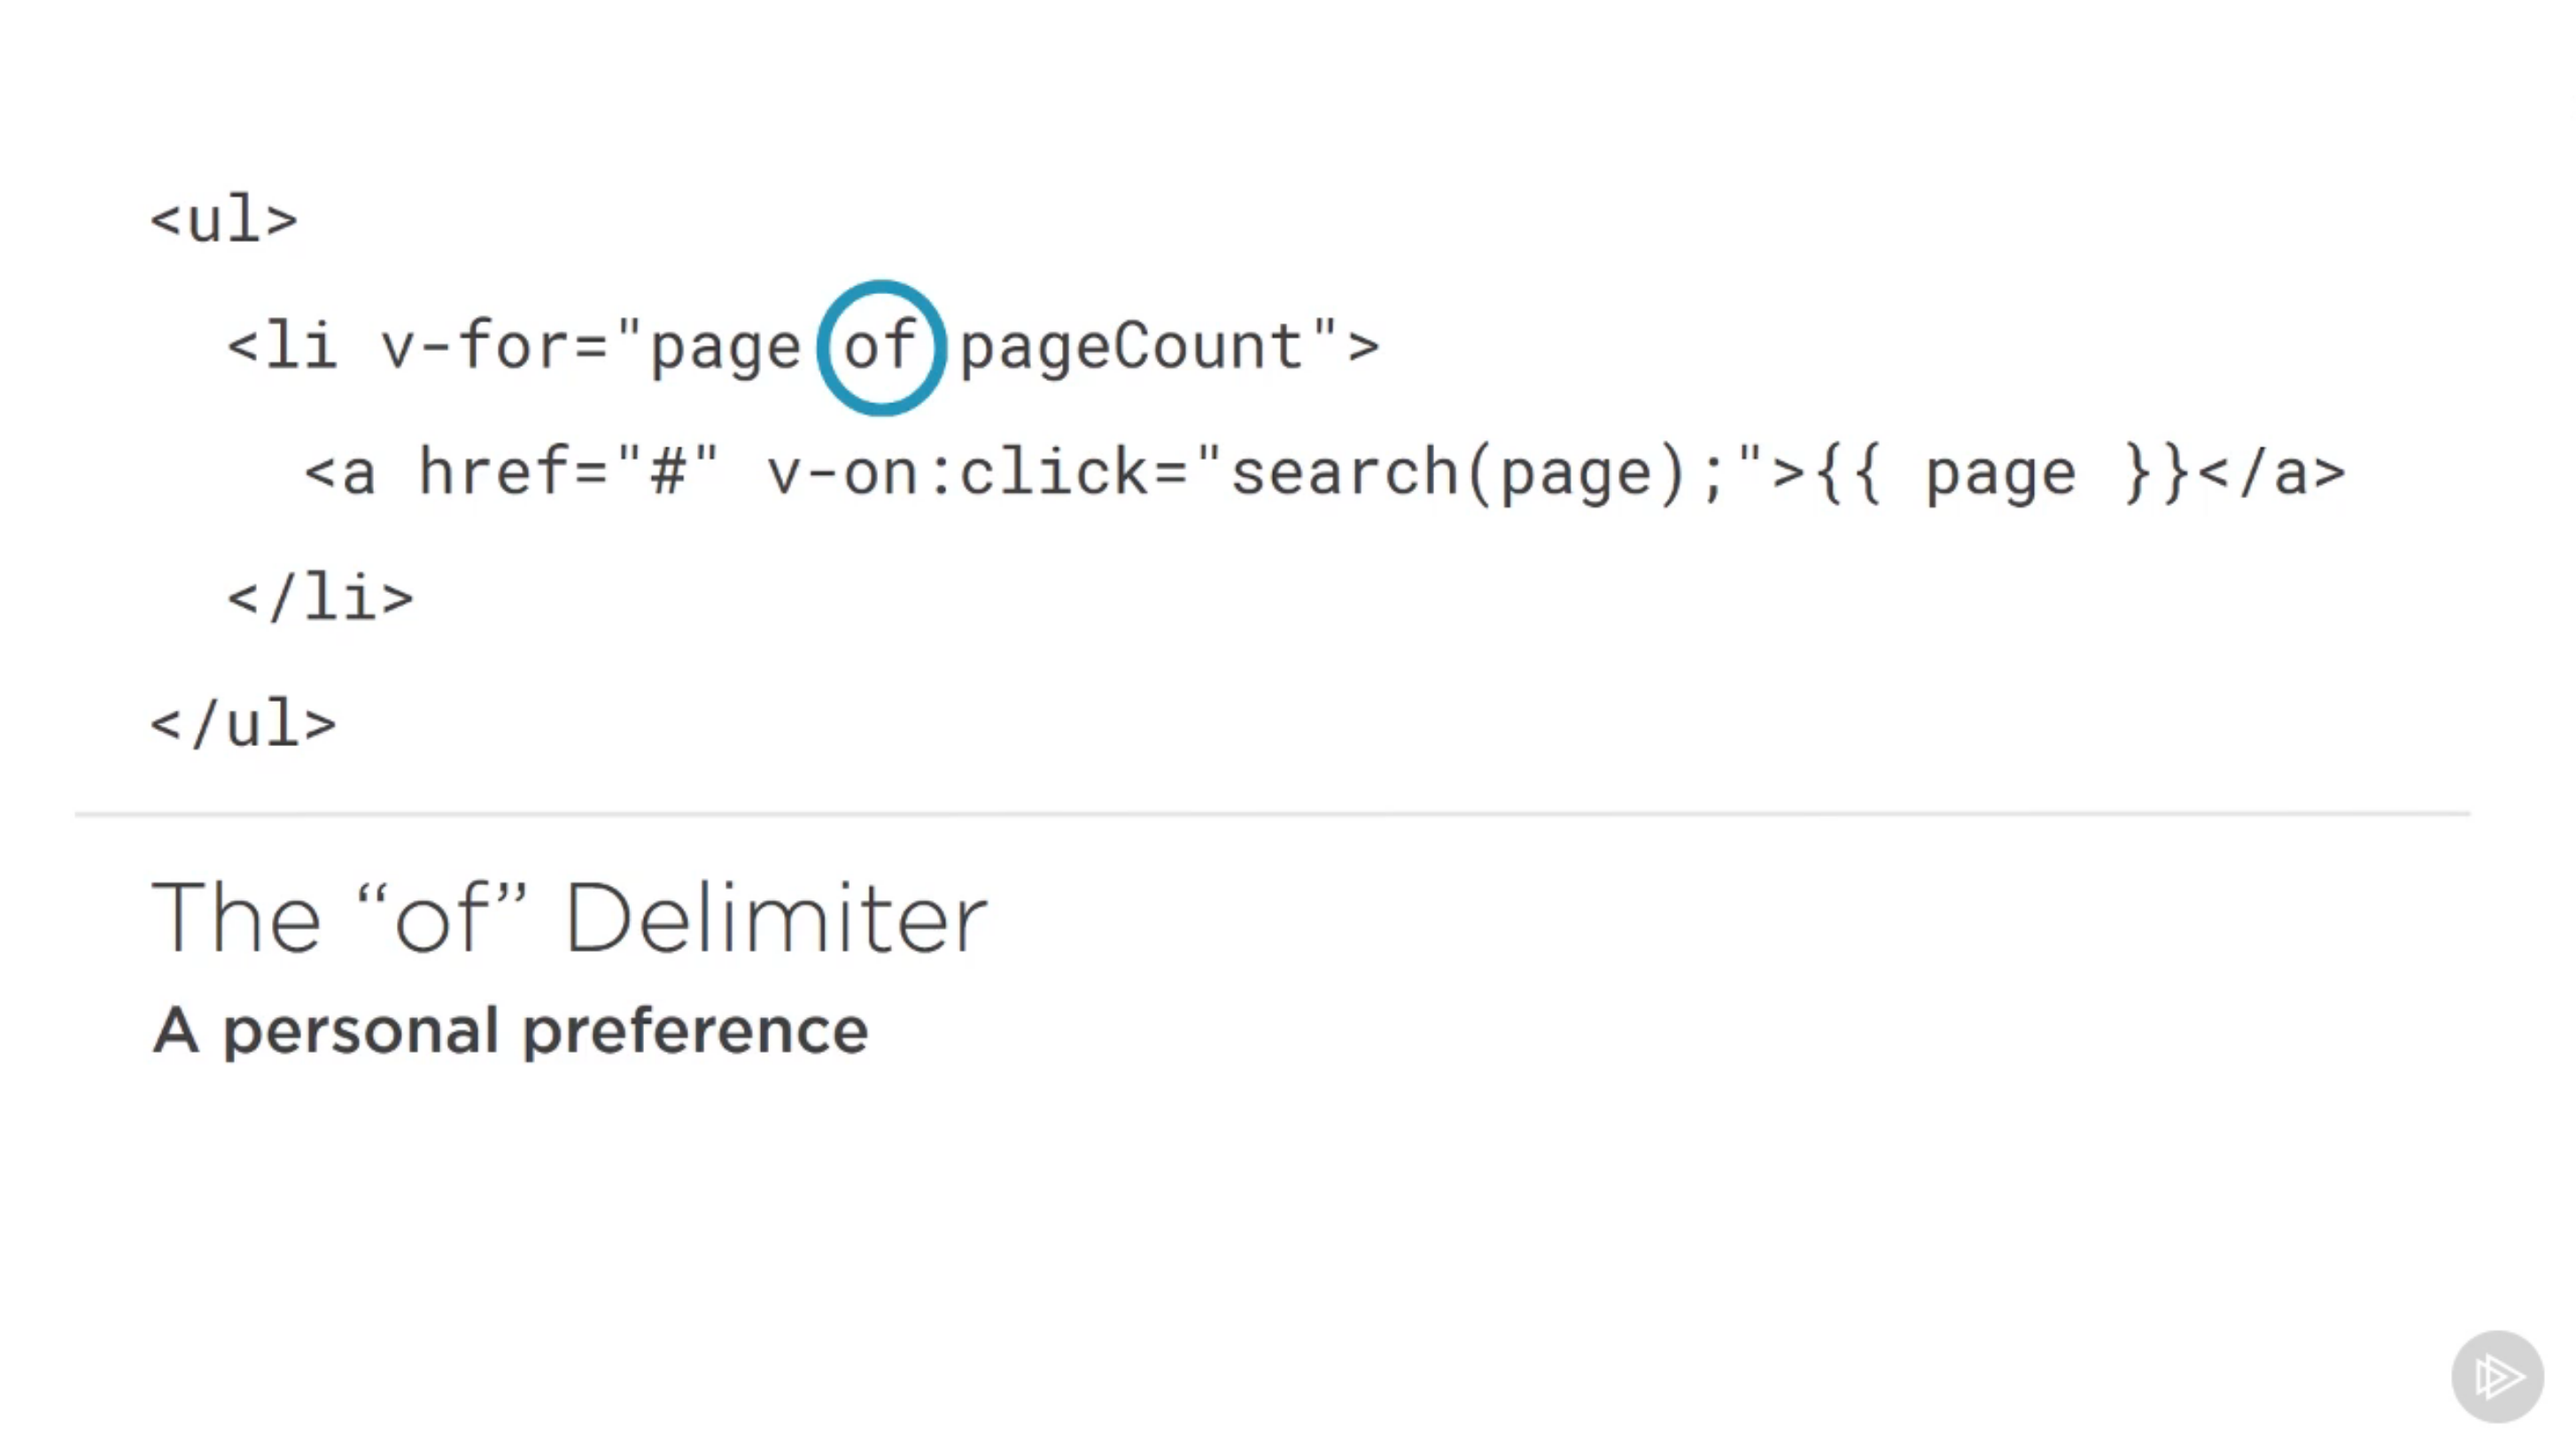 <ul>
<li v-for="page of pageCount">
<a href="#" v-on:click="search(page);">{{ page }}</a>
</li>
</ul>
The “of” Delimiter
A personal preference